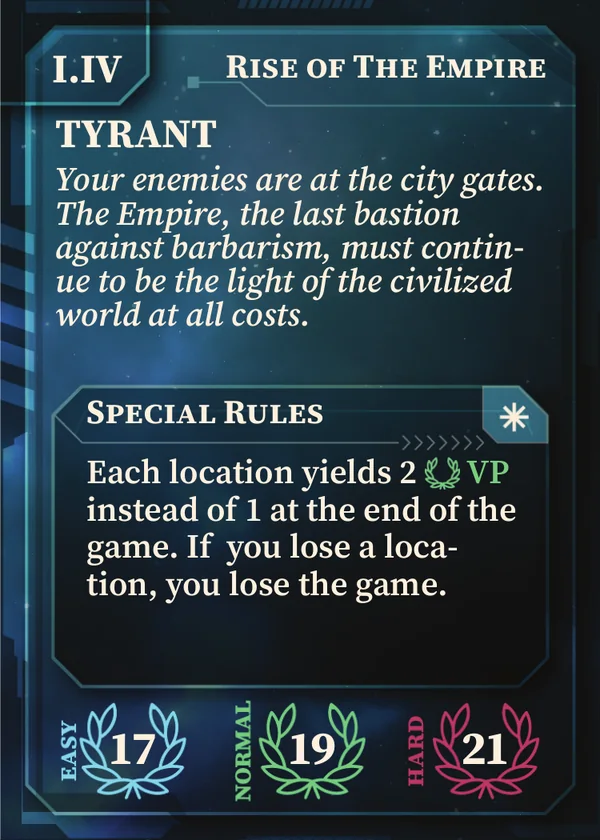 I.IV
Rise of The Empire
TYRANT
Your enemies are at the city gates.
The Empire, the last bastion
against barbarism, must contin-
ue to be the light of the civilized
world at all costs.
Special Rules
Each location yields 2 VP
instead of 1 at the end of the
game. If  you lose a loca-
tion, you lose the game.
EASY 17
NORMAL 19
HARD 21